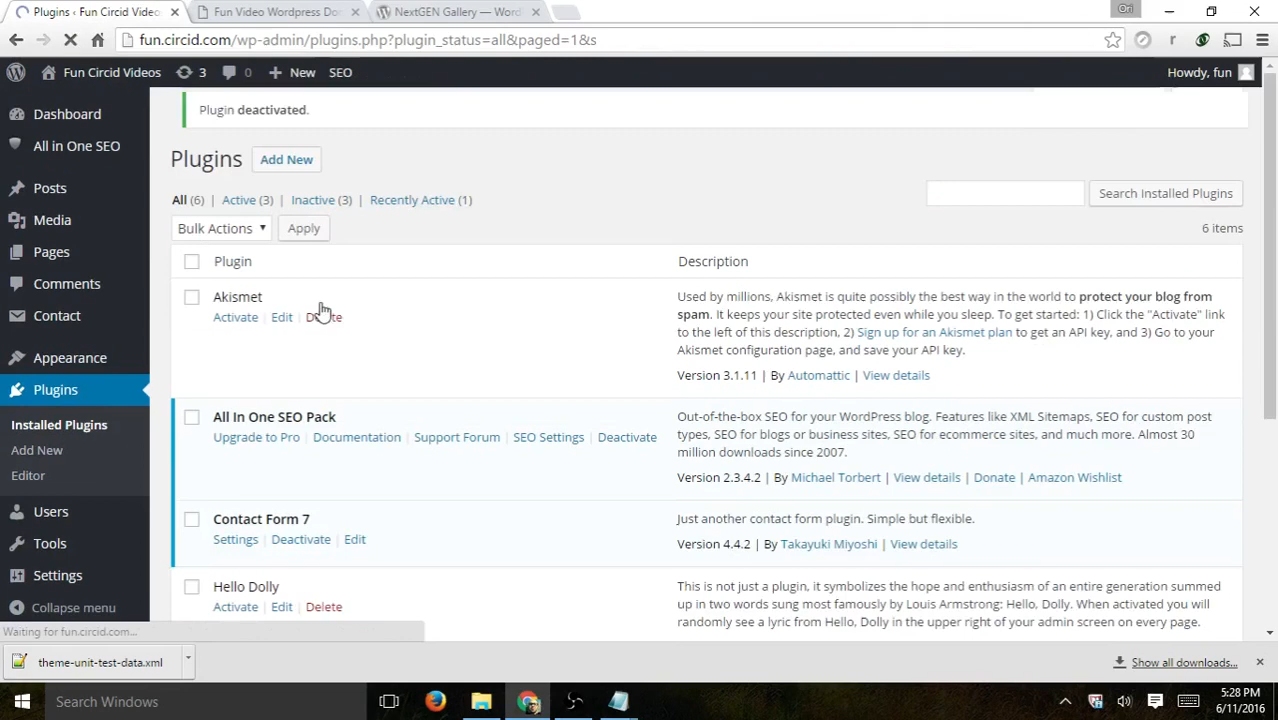 Plugins ‹ Fun Circid Video
Fun Video Wordpress Dom
NextGEN Gallery — Word
Ori
fun.circid.com/wp-admin/plugins.php?plugin_status=all&paged=1&s
Fun Circid Videos
3
0
New
SEO
Howdy, fun
Dashboard
All in One SEO
Posts
Media
Pages
Comments
Contact
Appearance
Plugins
Installed Plugins
Add New
Editor
Users
Tools
Settings
Collapse menu
Plugin deactivated.
Plugins Add New
All (6) | Active (3) | Inactive (3) | Recently Active (1)
Search Installed Plugins
Bulk Actions Apply
6 items
Plugin
Description
Akismet
Activate | Edit | Delete
Used by millions, Akismet is quite possibly the best way in the world to protect your blog from
spam. It keeps your site protected even while you sleep. To get started: 1) Click the "Activate" link
to the left of this description, 2) Sign up for an Akismet plan to get an API key, and 3) Go to your
Akismet configuration page, and save your API key.
Version 3.1.11 | By Automattic | View details
All In One SEO Pack
Upgrade to Pro | Documentation | Support Forum | SEO Settings | Deactivate
Out-of-the-box SEO for your WordPress blog. Features like XML Sitemaps, SEO for custom post
types, SEO for blogs or business sites, SEO for ecommerce sites, and much more. Almost 30
million downloads since 2007.
Version 2.3.4.2 | By Michael Torbert | View details | Donate | Amazon Wishlist
Contact Form 7
Settings | Deactivate | Edit
Just another contact form plugin. Simple but flexible.
Version 4.4.2 | By Takayuki Miyoshi | View details
Hello Dolly
Activate | Edit | Delete
This is not just a plugin, it symbolizes the hope and enthusiasm of an entire generation summed
up in two words sung most famously by Louis Armstrong: Hello, Dolly. When activated you will
randomly see a lyric from Hello, Dolly in the upper right of your admin screen on every page.
Waiting for fun.circid.com...
theme-unit-test-data.xml
Show all downloads...
Search Windows
5:28 PM
6/11/2016